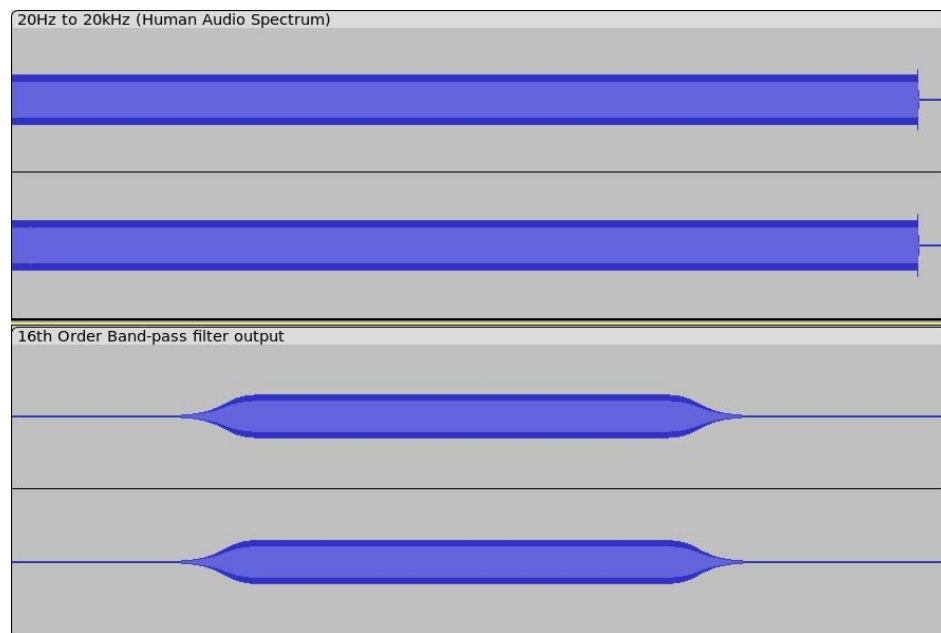 20Hz to 20kHz (Human Audio Spectrum)
16th Order Band-pass filter output